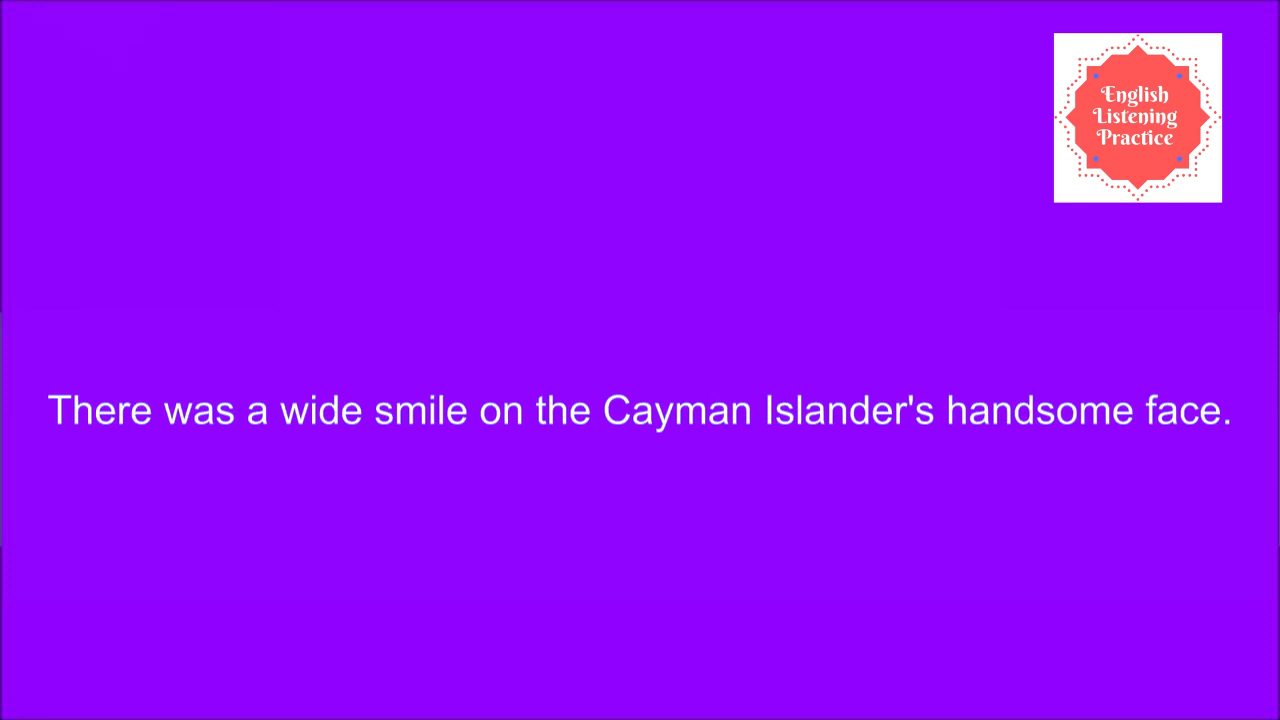 English
Listening
Practice
There was a wide smile on the Cayman Islander's handsome face.